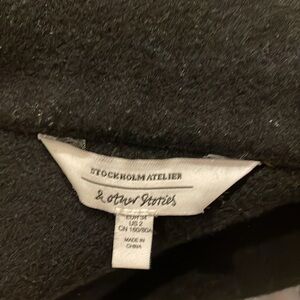 STOCKHOLM ATELIER
& other Stories
EUR 34
US 2
CN 160/80A
MADE IN
CHINA